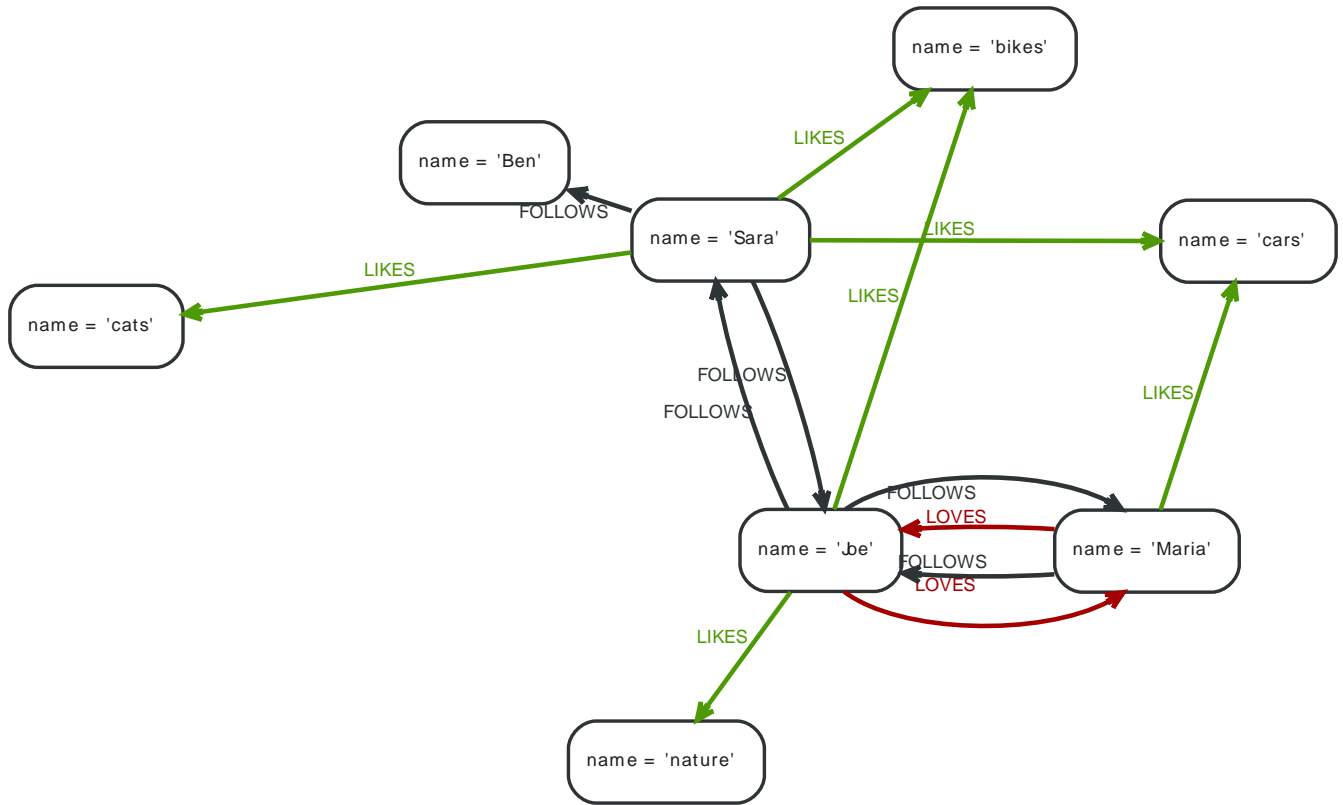 name = 'bikes'
LIKES
name = 'Ben'
FOLLOWS
name = 'Sara'
LIKES
name = 'cars'
LIKES
LIKES
name = 'cats'
FOLLOWS
LIKES
FOLLOWS
FOLLOWS
LOVES
name = 'Joe'
name = 'Maria'
FOLLOWS
LOVES
LIKES
name = 'nature'